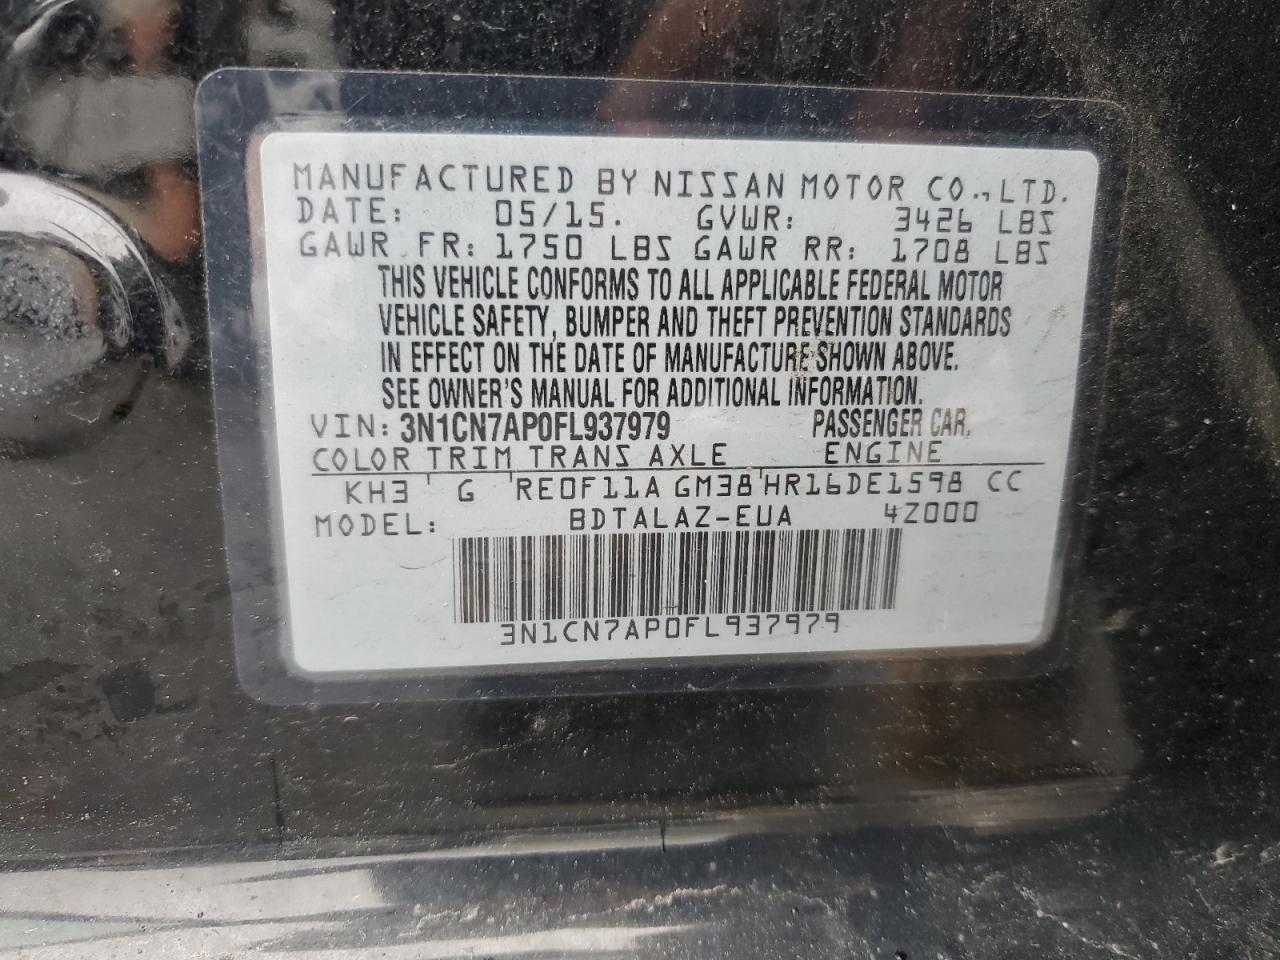 MANUFACTURED BY NISSAN MOTOR CO., LTD.
DATE: 05/15. GVWR: 3426 LBS
GAWR FR: 1750 LBS GAWR RR: 1708 LBS
THIS VEHICLE CONFORMS TO ALL APPLICABLE FEDERAL MOTOR
VEHICLE SAFETY, BUMPER AND THEFT PREVENTION STANDARDS
IN EFFECT ON THE DATE OF MANUFACTURE SHOWN ABOVE.
SEE OWNER'S MANUAL FOR ADDITIONAL INFORMATION.
VIN: 3N1CN7AP0FL937979 PASSENGER CAR,
COLOR TRIM TRANS AXLE ENGINE
KH3 ' G RE0F11A GM38'HR16DE1598 CC
MODEL: BDTALAZ-EUA 4Z000
3N1CN7AP0FL937979